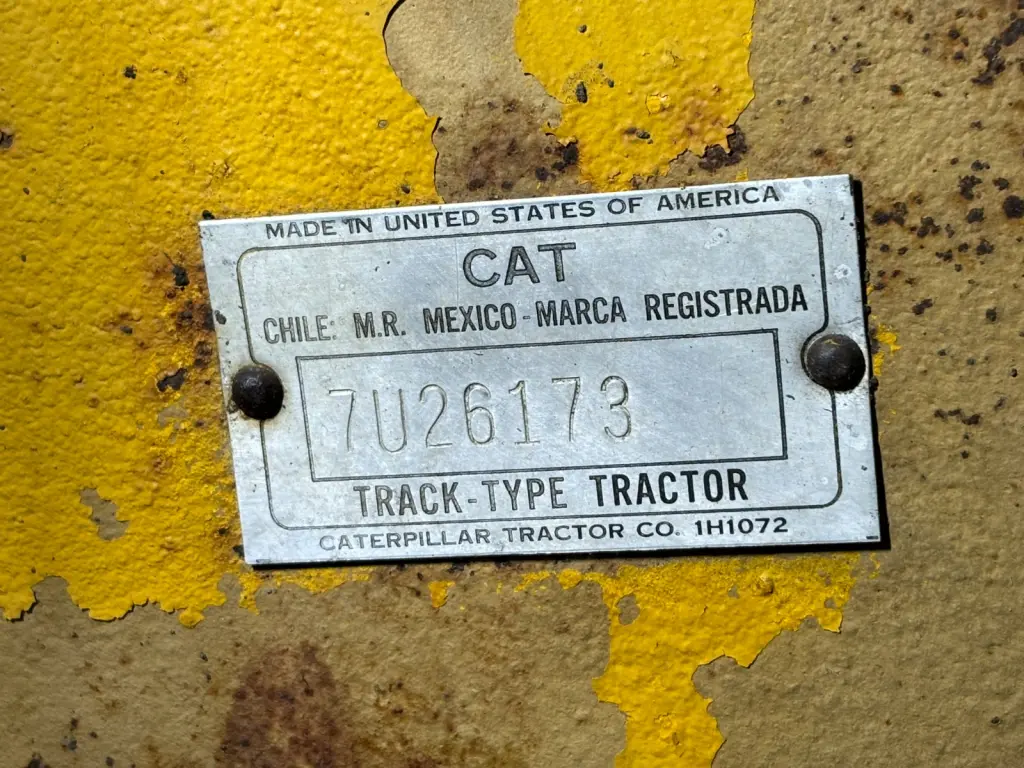 MADE IN UNITED STATES OF AMERICA
CAT
CHILE: M.R. MEXICO-MARCA REGISTRADA
7U26173
TRACK-TYPE TRACTOR
CATERPILLAR TRACTOR CO. 1H1072